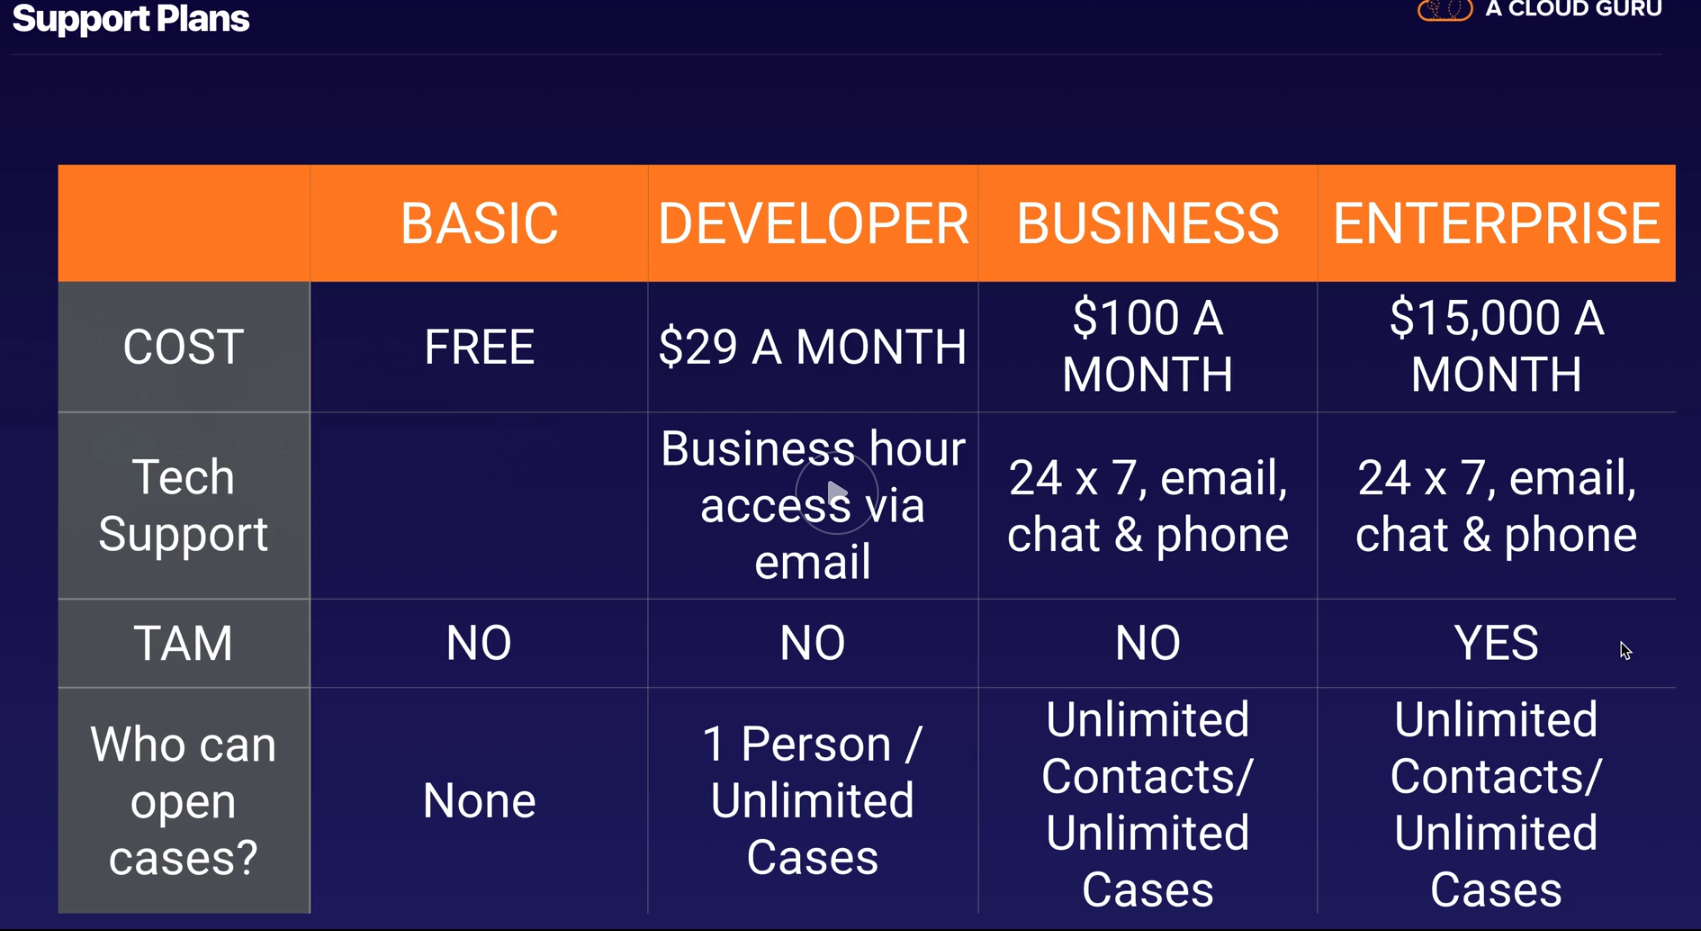 Support Plans
A CLOUD GURU
BASIC DEVELOPER BUSINESS ENTERPRISE
COST
FREE
$29 A MONTH
$100 A
MONTH
$15,000 A
MONTH
Tech
Support
Business hour
access via
email
24 x 7, email,
chat & phone
24 x 7, email,
chat & phone
TAM NO NO NO YES
Who can
open
cases?
None
1 Person /
Unlimited
Cases
Unlimited
Contacts/
Unlimited
Cases
Unlimited
Contacts/
Unlimited
Cases